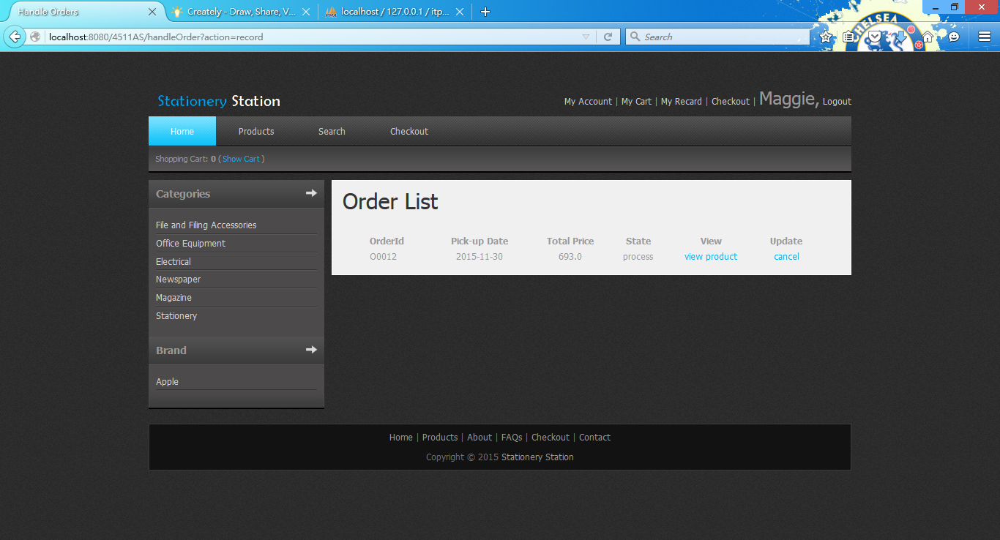 Handle Orders
Creately - Draw, Share, V...
localhost / 127.0.0.1 / itp...
localhost:8080/4511AS/handleOrder?action=record
Search
CHELSEA
Stationery Station
My Account | My Cart | My Recard | Checkout | Maggie, Logout
Home Products Search Checkout
Shopping Cart: 0 ( Show Cart )
Categories
File and Filing Accessories
Office Equipment
Electrical
Newspaper
Magazine
Stationery
Brand
Apple
Order List
OrderId Pick-up Date Total Price State View Update
O0012 2015-11-30 693.0 process view product cancel
Home | Products | About | FAQs | Checkout | Contact
Copyright © 2015 Stationery Station